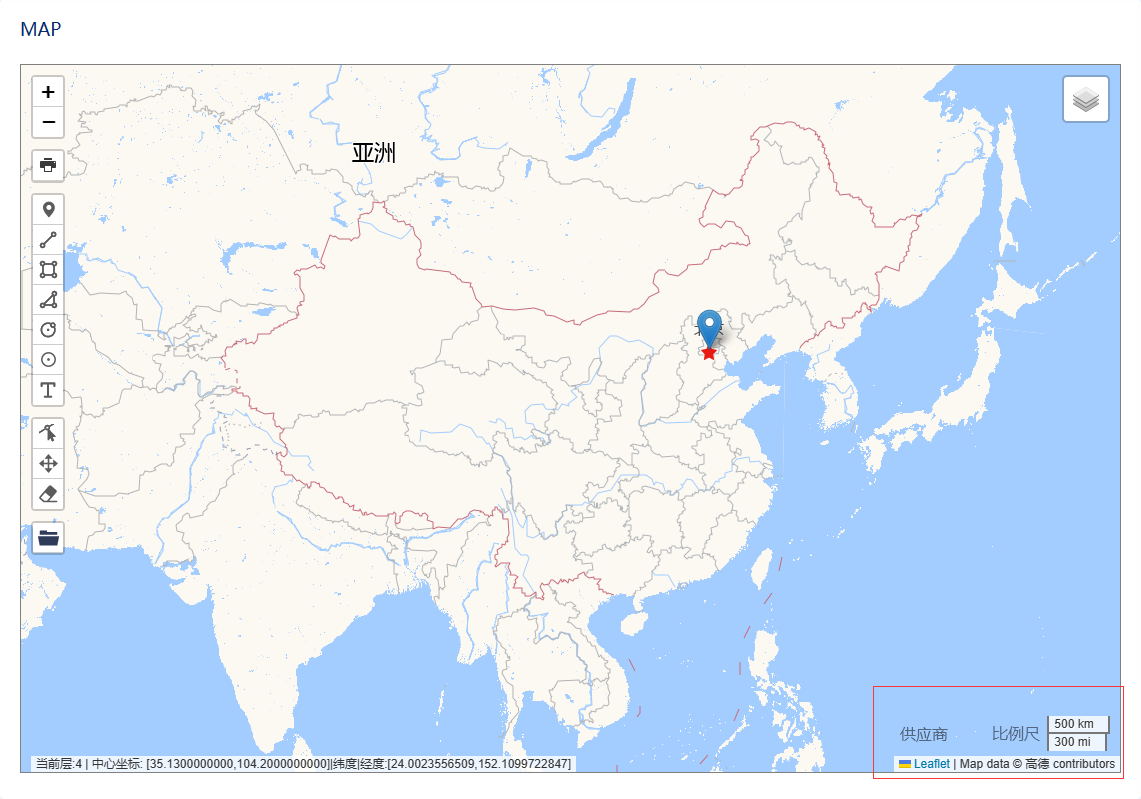 MAP
+
−
亚洲
T
供应商 比例尺 500 km
300 mi
当前层:4 | 中心坐标: [35.1300000000,104.2000000000]|纬度|经度:[24.0023556509,152.1099722847]
Leaflet | Map data © 高德 contributors